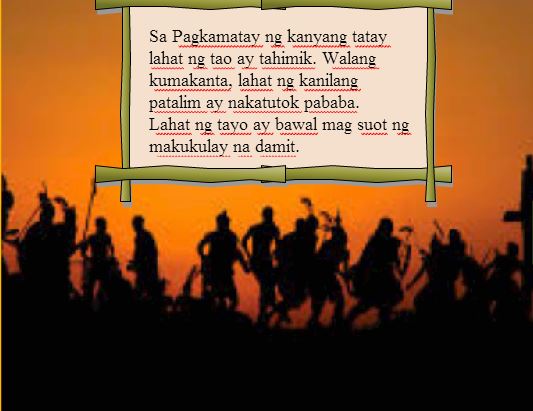 Sa Pagkamatay ng kanyang tatay
lahat ng tao ay tahimik. Walang
kumakanta, lahat ng kanilang
patalim ay nakatutok pababa.
Lahat ng tayo ay bawal mag suot ng
makukulay na damit.